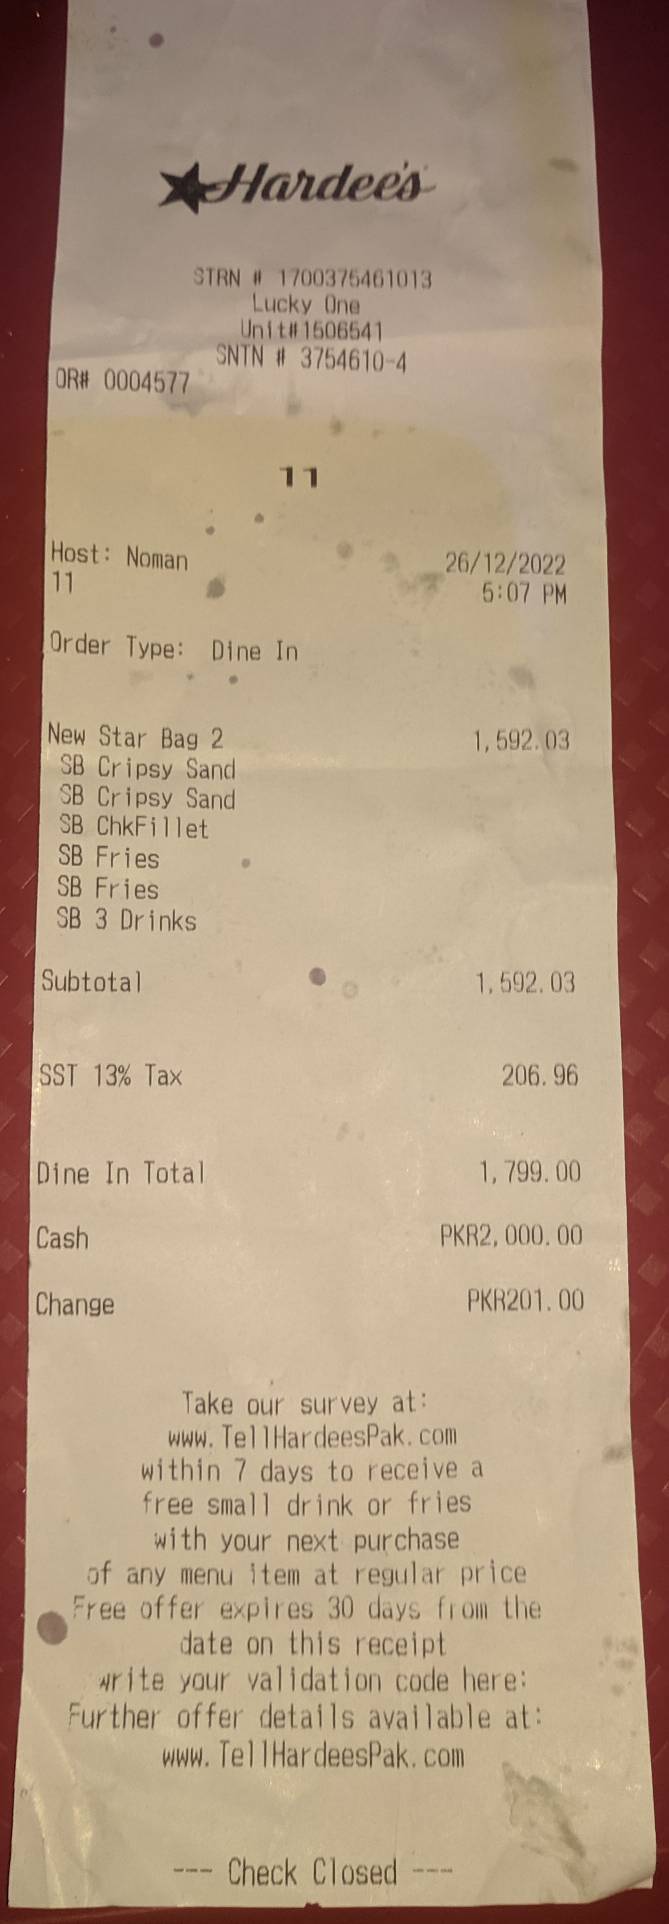 Hardee's
STRN # 1700375461013
Lucky One
Unit#1506541
SNTN # 3754610-4
OR# 0004577
11
Host: Noman 26/12/2022
11 5:07 PM
Order Type: Dine In
New Star Bag 2 1,592.03
SB Cripsy Sand
SB Cripsy Sand
SB ChkFillet
SB Fries
SB Fries
SB 3 Drinks
Subtotal 1,592.03
SST 13% Tax 206.96
Dine In Total 1,799.00
Cash PKR2,000.00
Change PKR201.00
Take our survey at:
www.TellHardeesPak.com
within 7 days to receive a
free small drink or fries
with your next purchase
of any menu item at regular price
Free offer expires 30 days from the
date on this receipt
write your validation code here:
Further offer details available at:
www.TellHardeesPak.com
--- Check Closed ---